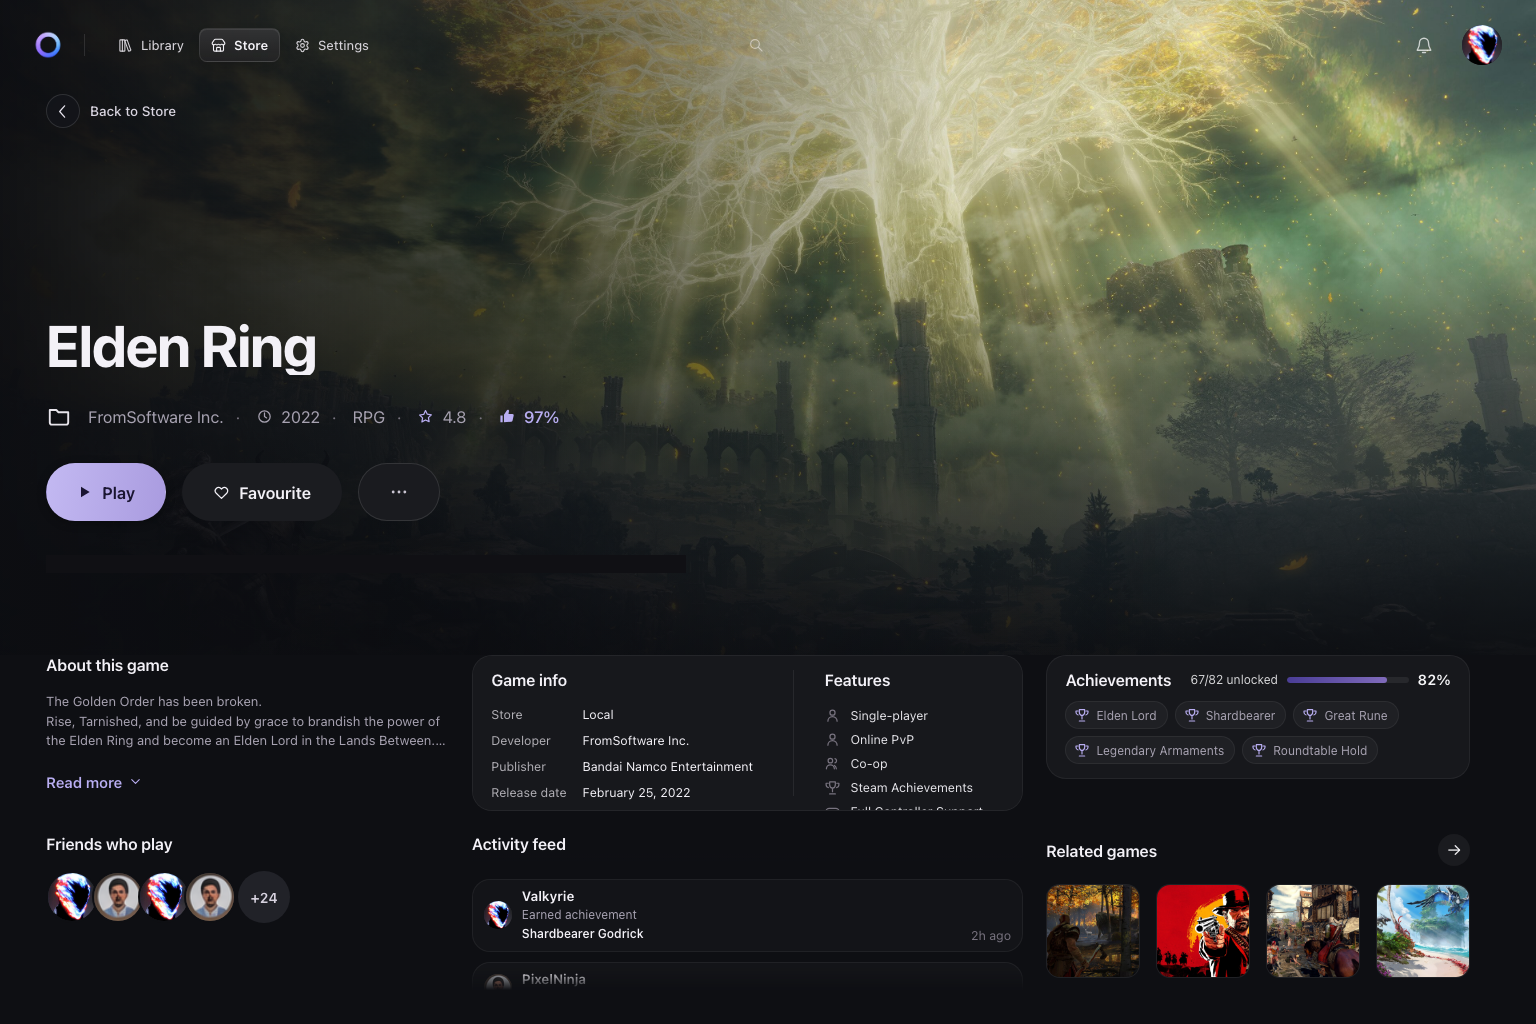 Library
Store
Settings
Back to Store
Elden Ring
FromSoftware Inc. · 2022 · RPG · 4.8 · 97%
Play
Favourite
···
About this game
The Golden Order has been broken.
Rise, Tarnished, and be guided by grace to brandish the power of
the Elden Ring and become an Elden Lord in the Lands Between....
Read more
Game info
Store Local
Developer FromSoftware Inc.
Publisher Bandai Namco Entertainment
Release date February 25, 2022
Features
Single-player
Online PvP
Co-op
Steam Achievements
Full Controller Support
Achievements 67/82 unlocked 82%
Elden Lord
Shardbearer
Great Rune
Legendary Armaments
Roundtable Hold
Friends who play
+24
Activity feed
Valkyrie
Earned achievement
Shardbearer Godrick
2h ago
PixelNinja
Related games